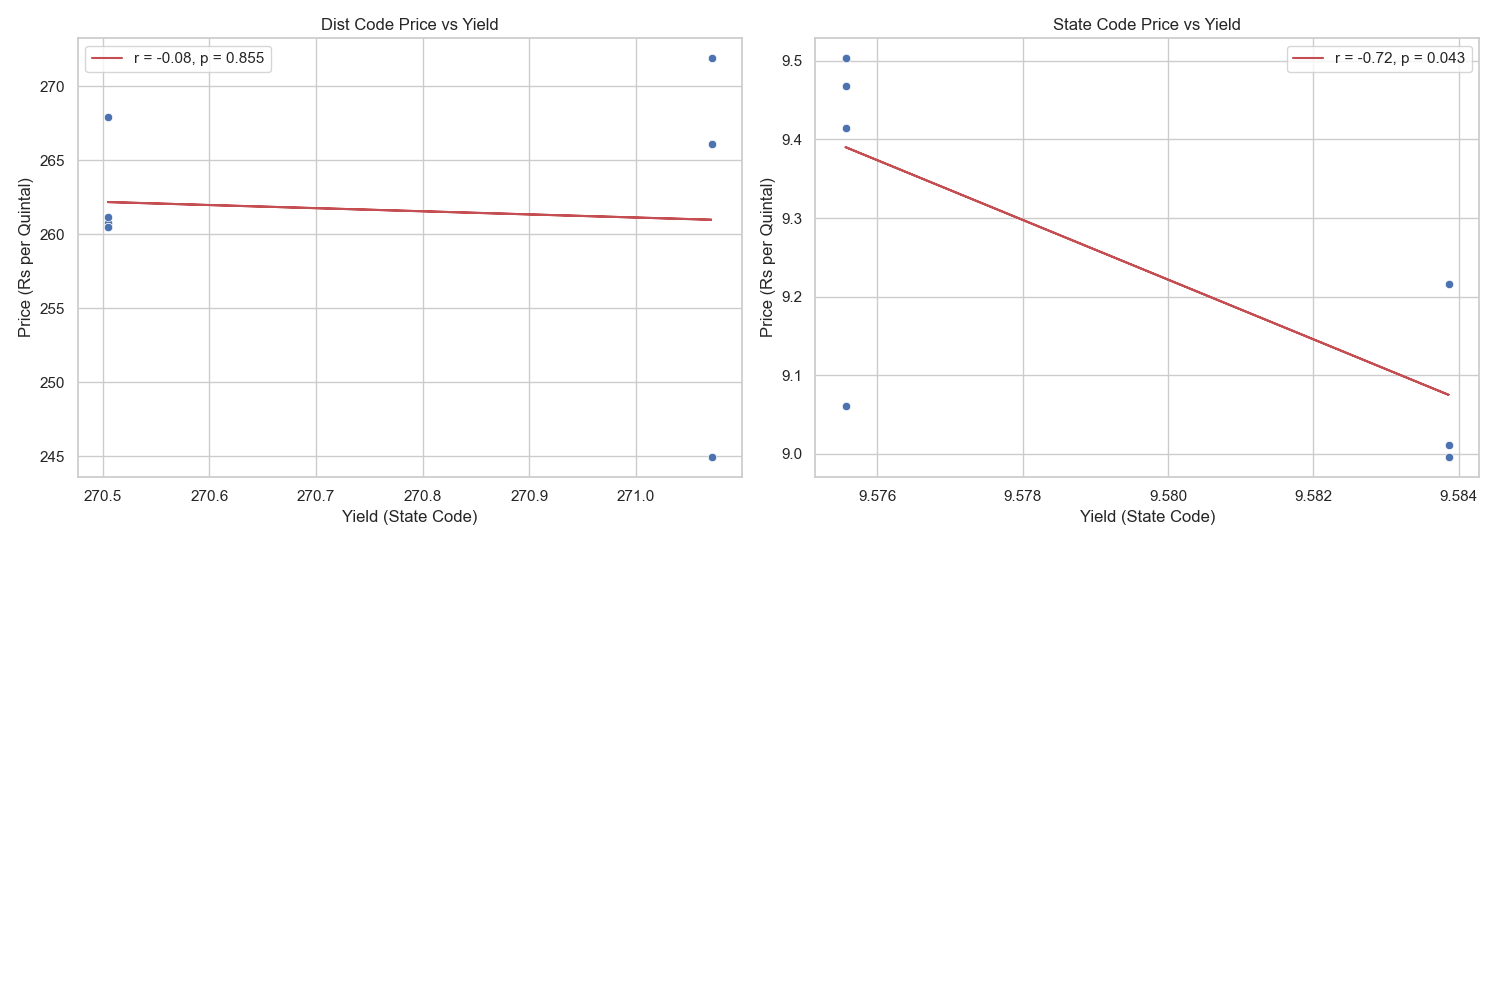 Dist Code Price vs Yield
r = -0.08, p = 0.855
Price (Rs per Quintal)
270
265
260
255
250
245
270.5 270.6 270.7 270.8 270.9 271.0
Yield (State Code)
State Code Price vs Yield
r = -0.72, p = 0.043
Price (Rs per Quintal)
9.5
9.4
9.3
9.2
9.1
9.0
9.576 9.578 9.580 9.582 9.584
Yield (State Code)